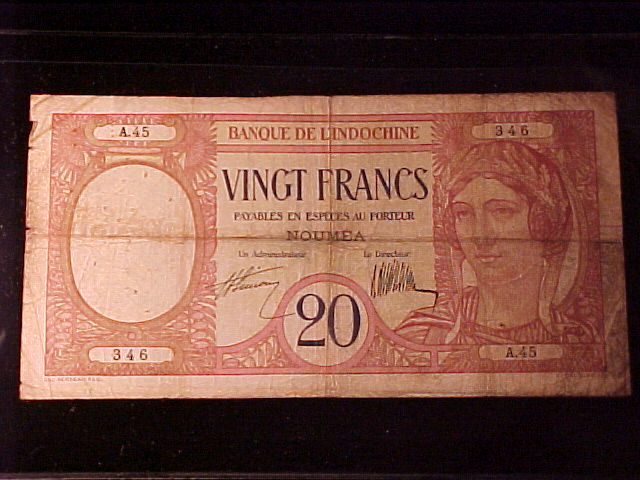 A.45
BANQUE DE L'INDOCHINE
346
VINGT FRANCS
PAYABLES EN ESPÈCES AU PORTEUR
NOUMÉA
Un Administrateur
Le Directeur
20
346
A.45